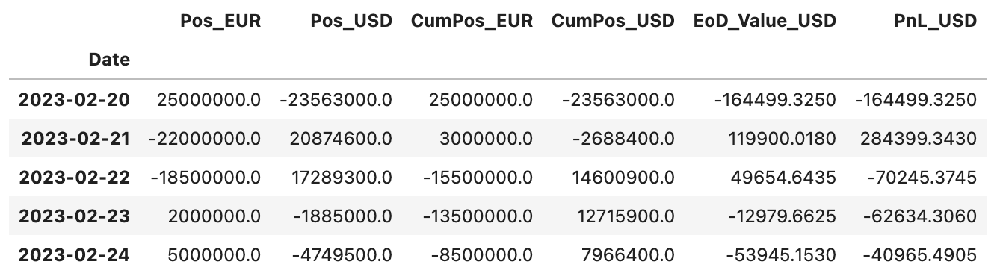 Pos_EUR Pos_USD CumPos_EUR CumPos_USD EoD_Value_USD PnL_USD
Date
2023-02-20 25000000.0 -23563000.0 25000000.0 -23563000.0 -164499.3250 -164499.3250
2023-02-21 -22000000.0 20874600.0 3000000.0 -2688400.0 119900.0180 284399.3430
2023-02-22 -18500000.0 17289300.0 -15500000.0 14600900.0 49654.6435 -70245.3745
2023-02-23 2000000.0 -1885000.0 -13500000.0 12715900.0 -12979.6625 -62634.3060
2023-02-24 5000000.0 -4749500.0 -8500000.0 7966400.0 -53945.1530 -40965.4905